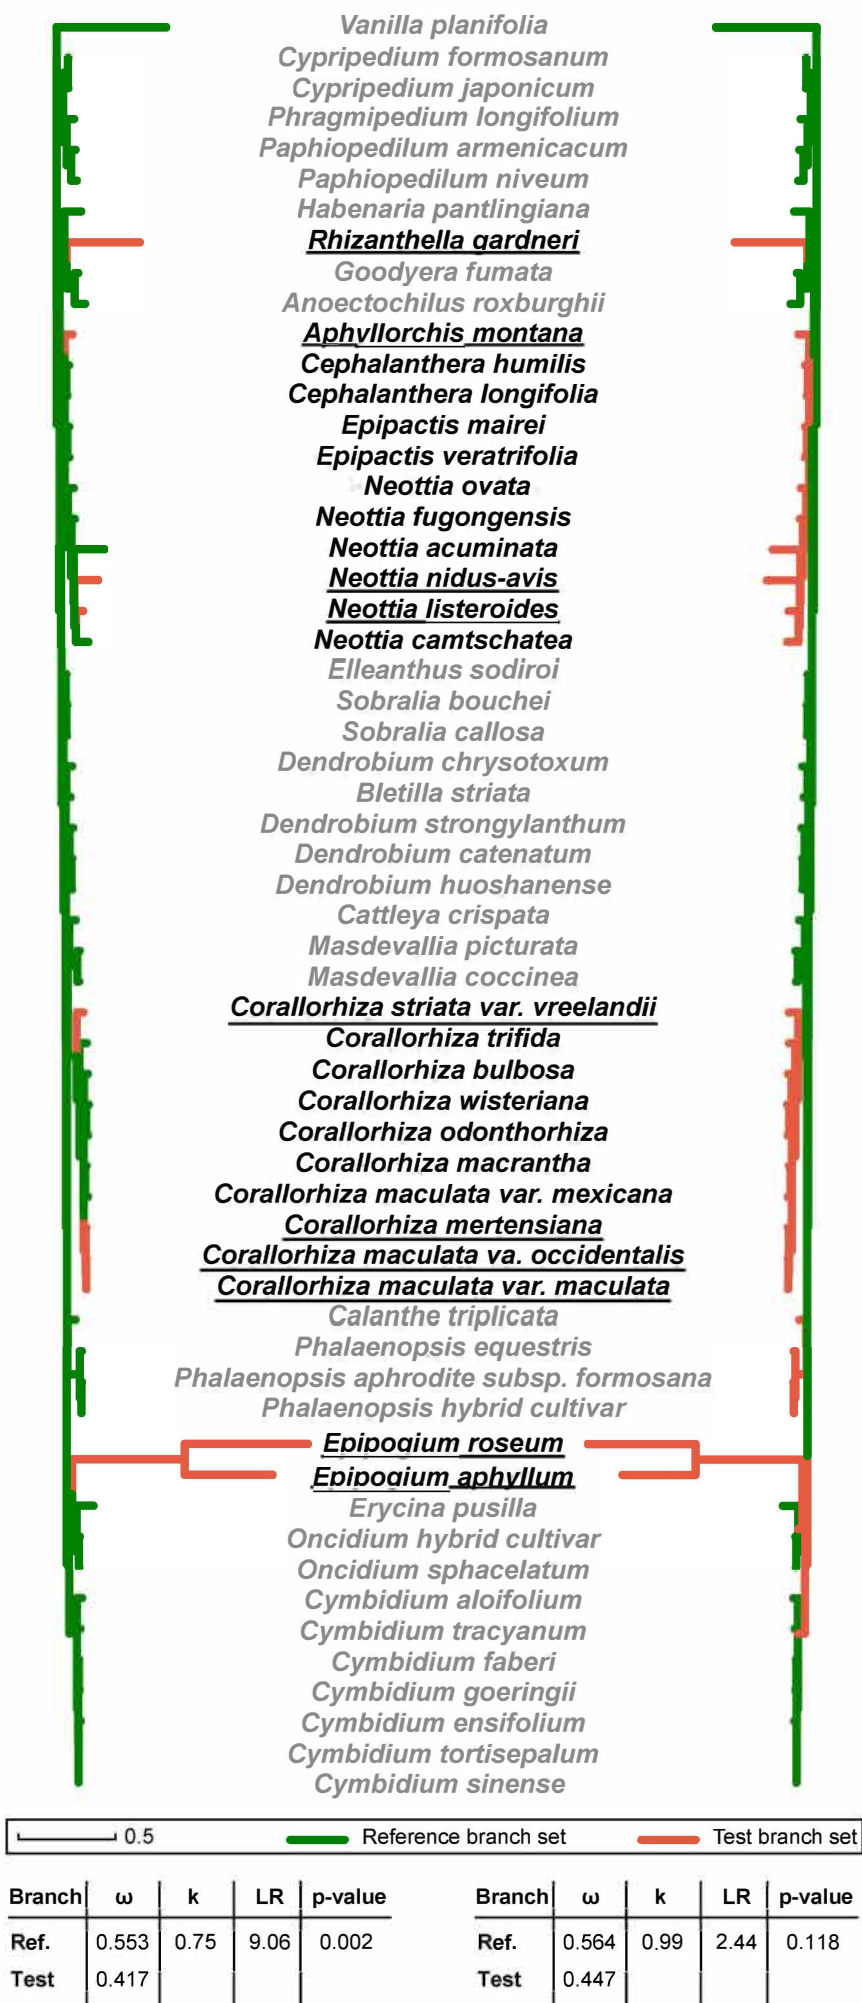 Vanilla planifolia
Cypripedium formosanum
Cypripedium japonicum
Phragmipedium longifolium
Paphiopedilum armenicacum
Paphiopedilum niveum
Habenaria pantlingiana
Rhizanthella gardneri
Goodyera fumata
Anoectochilus roxburghii
Aphyllorchis montana
Cephalanthera humilis
Cephalanthera longifolia
Epipactis mairei
Epipactis veratrifolia
Neottia ovata
Neottia fugongensis
Neottia acuminata
Neottia nidus-avis
Neottia listeroides
Neottia camtschatea
Elleanthus sodiroi
Sobralia bouchei
Sobralia callosa
Dendrobium chrysotoxum
Bletilla striata
Dendrobium strongylanthum
Dendrobium catenatum
Dendrobium huoshanense
Cattleya crispata
Masdevallia picturata
Masdevallia coccinea
Corallorhiza striata var. vreelandii
Corallorhiza trifida
Corallorhiza bulbosa
Corallorhiza wisteriana
Corallorhiza odonthorhiza
Corallorhiza macrantha
Corallorhiza maculata var. mexicana
Corallorhiza mertensiana
Corallorhiza maculata va. occidentalis
Corallorhiza maculata var. maculata
Calanthe triplicata
Phalaenopsis equestris
Phalaenopsis aphrodite subsp. formosana
Phalaenopsis hybrid cultivar
Epipogium roseum
Epipogium aphyllum
Erycina pusilla
Oncidium hybrid cultivar
Oncidium sphacelatum
Cymbidium aloifolium
Cymbidium tracyanum
Cymbidium faberi
Cymbidium goeringii
Cymbidium ensifolium
Cymbidium tortisepalum
Cymbidium sinense
0.5 Reference branch set Test branch set
Branch ω k LR p-value Branch ω k LR p-value
Ref. 0.553 0.75 9.06 0.002 Ref. 0.564 0.99 2.44 0.118
Test 0.417 Test 0.447